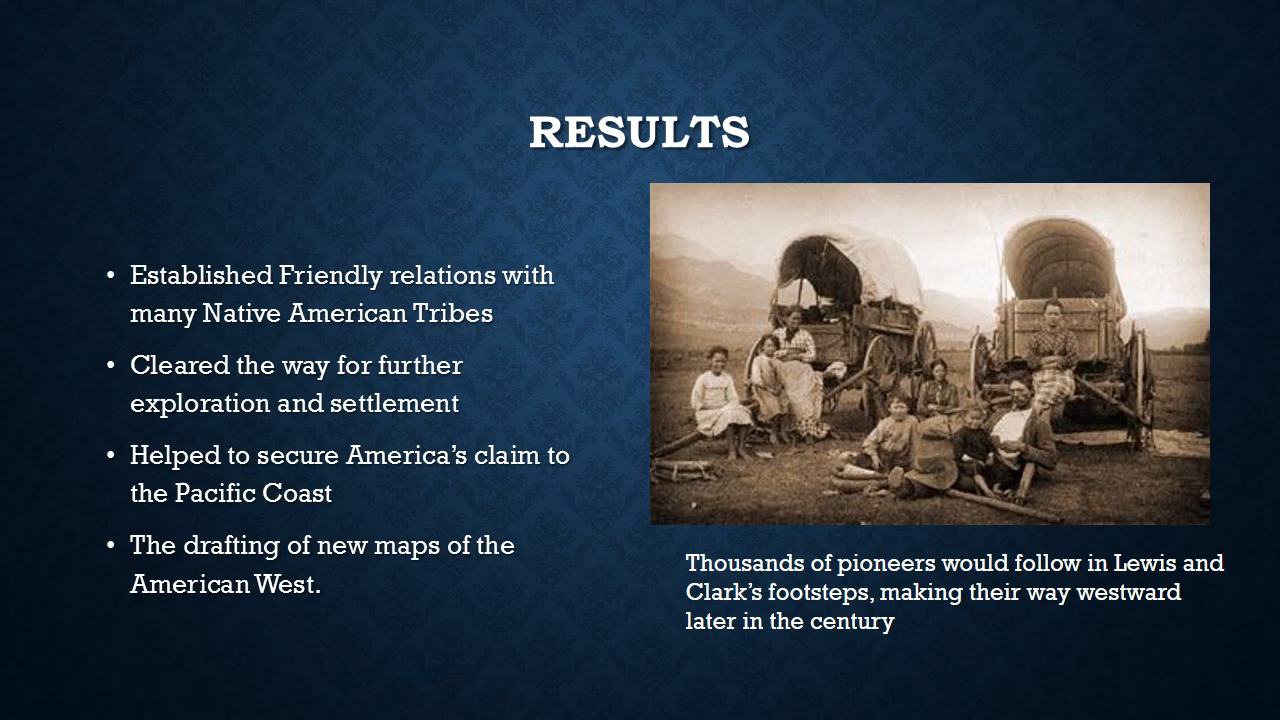 RESULTS
• Established Friendly relations with
many Native American Tribes
• Cleared the way for further
exploration and settlement
• Helped to secure America’s claim to
the Pacific Coast
• The drafting of new maps of the
American West.
Thousands of pioneers would follow in Lewis and
Clark’s footsteps, making their way westward
later in the century